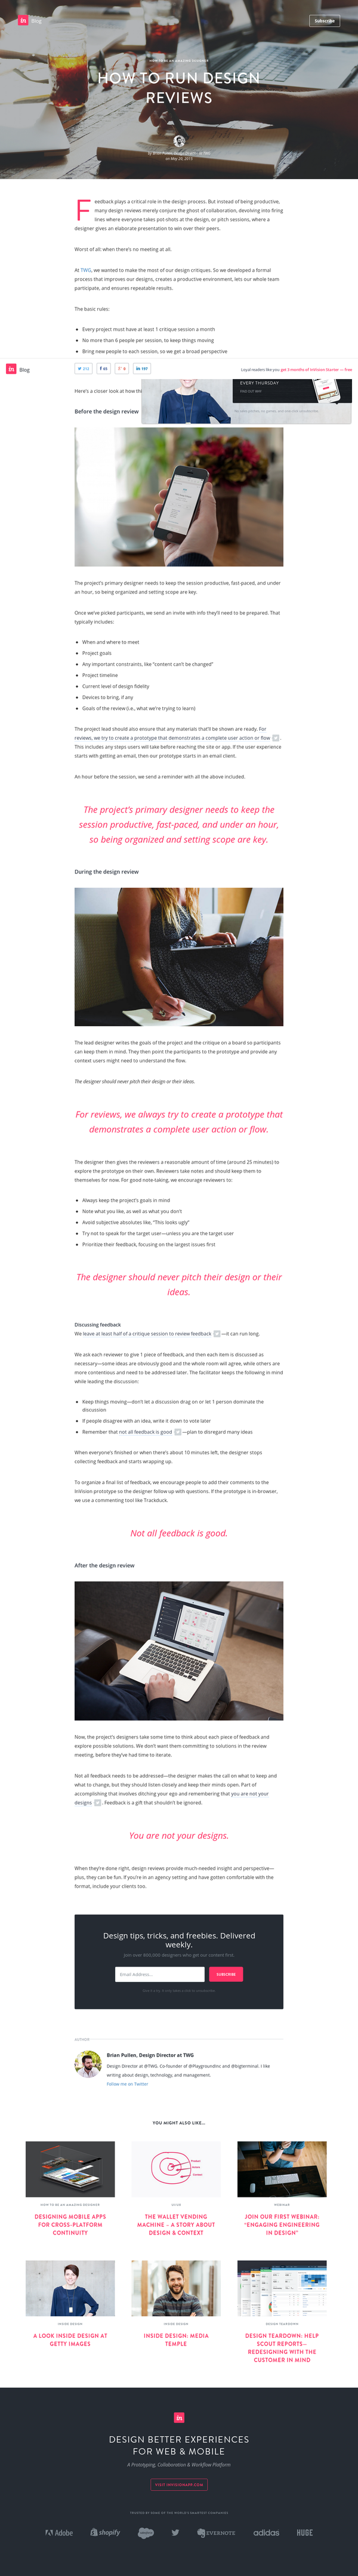 in Blog
Subscribe
HOW TO BE AN AMAZING DESIGNER
HOW TO RUN DESIGN
REVIEWS
on May 20, 2015
Feedback plays a critical role in the design process. But instead of being productive,
many design reviews merely conjure the ghost of collaboration, devolving into firing
lines where everyone takes pot shots at the design, or pitch sessions, where a
designer gives an elaborate presentation to win over their peers.
Worst of all: when there's no meeting at all.
At TWG, we wanted to make the most of our design critiques. So we developed a formal
process that improves our designs, creates a productive environment, lets our whole team
participate, and ensures repeatable results.
The basic rules:
Every project must have at least 1 critique session a month
No more than 6 people per session, to keep things moving
Bring new people to each session, so we get a broad perspective
in Blog
Loyal readers like you get 3 months of InVision Starter — free
Here's a closer look at how th
EVERY THURSDAY
FIND OUT WHY
Before the design review
The project's primary designer needs to keep the session productive, fast-paced, and under
an hour, so being organized and setting scope are key.
Once we've picked participants, we send an invite with info they'll need to be prepared. That
typically includes:
When and where to meet
Project goals
Any important constraints, like "content can't be changed"
Project timeline
Current level of design fidelity
Devices to bring, if any
Goals of the review (i.e., what we're trying to learn)
The project lead should also ensure that any materials that'll be shown are ready. For
reviews, we try to create a prototype that demonstrates a complete user action or flow .
This includes any steps users will take before reaching the site or app. If the user experience
starts with getting an email, then our prototype starts in an email client.
An hour before the session, we send a reminder with all the above included.
The project's primary designer needs to keep the
session productive, fast-paced, and under an hour,
so being organized and setting scope are key.
During the design review
The lead designer writes the goals of the project and the critique on a board so participants
can keep them in mind. They then point the participants to the prototype and provide any
context users might need to understand the flow.
The designer should never pitch their design or their ideas.
For reviews, we always try to create a prototype that
demonstrates a complete user action or flow.
The designer then gives the reviewers a reasonable amount of time (around 25 minutes) to
explore the prototype on their own. Reviewers take notes and should keep them to
themselves for now. For good note-taking, we encourage reviewers to:
Always keep the project's goals in mind
Note what you like, as well as what you don't
Avoid subjective absolutes like, "This looks ugly"
Try not to speak for the target user—unless you are the target user
Prioritize their feedback, focusing on the largest issues first
The designer should never pitch their design or their
ideas.
Discussing feedback
We leave at least half of a critique session to review feedback —it can run long.
We ask each reviewer to give 1 piece of feedback, and then each item is discussed as
necessary—some ideas are obviously good and the whole room will agree, while others are
more contentious and need to be addressed later. The facilitator keeps the following in mind
while leading the discussion:
Keep things moving—don't let a discussion drag on or let 1 person dominate the
discussion
If people disagree with an idea, write it down to vote later
Remember that not all feedback is good —plan to disregard many ideas
When everyone's finished or when there's about 10 minutes left, the designer stops
collecting feedback and starts wrapping up.
To organize a final list of feedback, we encourage people to add their comments to the
InVision prototype so the designer follow up with questions. If the prototype is in-browser,
we use a commenting tool like Trackduck.
Not all feedback is good.
After the design review
Now, the project's designers take some time to think about each piece of feedback and
explore possible solutions. We don't want them committing to solutions in the review
meeting, before they've had time to iterate.
Not all feedback needs to be addressed—the designer makes the call on what to keep and
what to change, but they should listen closely and keep their minds open. Part of
accomplishing that involves ditching your ego and remembering that you are not your
designs . Feedback is a gift that shouldn't be ignored.
You are not your designs.
When they're done right, design reviews provide much-needed insight and perspective—
plus, they can be fun. If you're in an agency setting and have gotten comfortable with the
format, include your clients too.
Design tips, tricks, and freebies. Delivered
weekly.
Join over 800,000 designers who get our content first.
Email Address...
SUBSCRIBE
AUTHOR
Brian Pullen, Design Director at TWG
Design Director at @TWG. Co-founder of @PlaygroundInc and @bigterminal. I like
writing about design, technology, and management.
Follow me on Twitter
YOU MIGHT ALSO LIKE...
HOW TO BE AN AMAZING DESIGNER
DESIGNING MOBILE APPS
FOR CROSS-PLATFORM
CONTINUITY
THE WALLET VENDING
MACHINE – A STORY ABOUT
DESIGN & CONTEXT
WEBINAR
JOIN OUR FIRST WEBINAR:
"ENGAGING ENGINEERING
IN DESIGN"
INSIDE DESIGN
A LOOK INSIDE DESIGN AT
GETTY IMAGES
INSIDE DESIGN
INSIDE DESIGN: MEDIA
TEMPLE
DESIGN TEARDOWN
DESIGN TEARDOWN: HELP
SCOUT REPORTS—
REDESIGNING WITH THE
CUSTOMER IN MIND
in
DESIGN BETTER EXPERIENCES
FOR WEB & MOBILE
A Prototyping, Collaboration & Workflow Platform
VISIT INVISIONAPP.COM
TRUSTED BY SOME OF THE WORLD'S SMARTEST COMPANIES
Adobe shopify EVERNOTE adidas HUGE